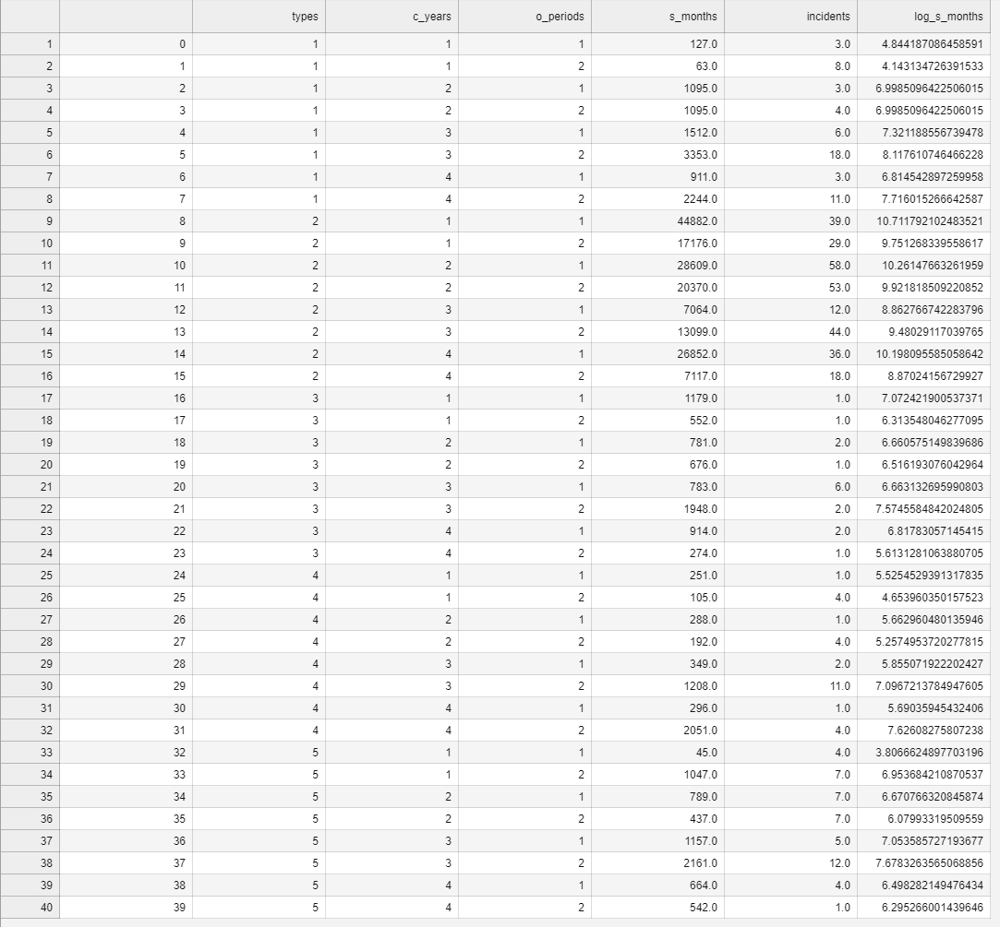 types c_years o_periods s_months incidents log_s_months
1 0 1 1 1 127.0 3.0 4.844187086458591
2 1 1 1 2 63.0 8.0 4.143134726391533
3 2 1 2 1 1095.0 3.0 6.9985096422506015
4 3 1 2 2 1095.0 4.0 6.9985096422506015
5 4 1 3 1 1512.0 6.0 7.321188556739478
6 5 1 3 2 3353.0 18.0 8.117610746466228
7 6 1 4 1 911.0 3.0 6.814542897259958
8 7 1 4 2 2244.0 11.0 7.716015266642587
9 8 2 1 1 44882.0 39.0 10.711792102483521
10 9 2 1 2 17176.0 29.0 9.751268339558617
11 10 2 2 1 28609.0 58.0 10.26147663261959
12 11 2 2 2 20370.0 53.0 9.921818509220852
13 12 2 3 1 7064.0 12.0 8.862766742283796
14 13 2 3 2 13099.0 44.0 9.48029117039765
15 14 2 4 1 26852.0 36.0 10.198095585058642
16 15 2 4 2 7117.0 18.0 8.87024156729927
17 16 3 1 1 1179.0 1.0 7.072421900537371
18 17 3 1 2 552.0 1.0 6.313548046277095
19 18 3 2 1 781.0 2.0 6.660575149839686
20 19 3 2 2 676.0 1.0 6.516193076042964
21 20 3 3 1 783.0 6.0 6.663132695990803
22 21 3 3 2 1948.0 2.0 7.5745584842024805
23 22 3 4 1 914.0 2.0 6.81783057145415
24 23 3 4 2 274.0 1.0 5.6131281063880705
25 24 4 1 1 251.0 1.0 5.5254529391317835
26 25 4 1 2 105.0 4.0 4.653960350157523
27 26 4 2 1 288.0 1.0 5.662960480135946
28 27 4 2 2 192.0 4.0 5.2574953720277815
29 28 4 3 1 349.0 2.0 5.855071922202427
30 29 4 3 2 1208.0 11.0 7.0967213784947605
31 30 4 4 1 296.0 1.0 5.69035945432406
32 31 4 4 2 2051.0 4.0 7.62608275807238
33 32 5 1 1 45.0 4.0 3.8066624897703196
34 33 5 1 2 1047.0 7.0 6.953684210870537
35 34 5 2 1 789.0 7.0 6.670766320845874
36 35 5 2 2 437.0 7.0 6.07993319509559
37 36 5 3 1 1157.0 5.0 7.053585727193677
38 37 5 3 2 2161.0 12.0 7.6783263565068856
39 38 5 4 1 664.0 4.0 6.498282149476434
40 39 5 4 2 542.0 1.0 6.295266001439646